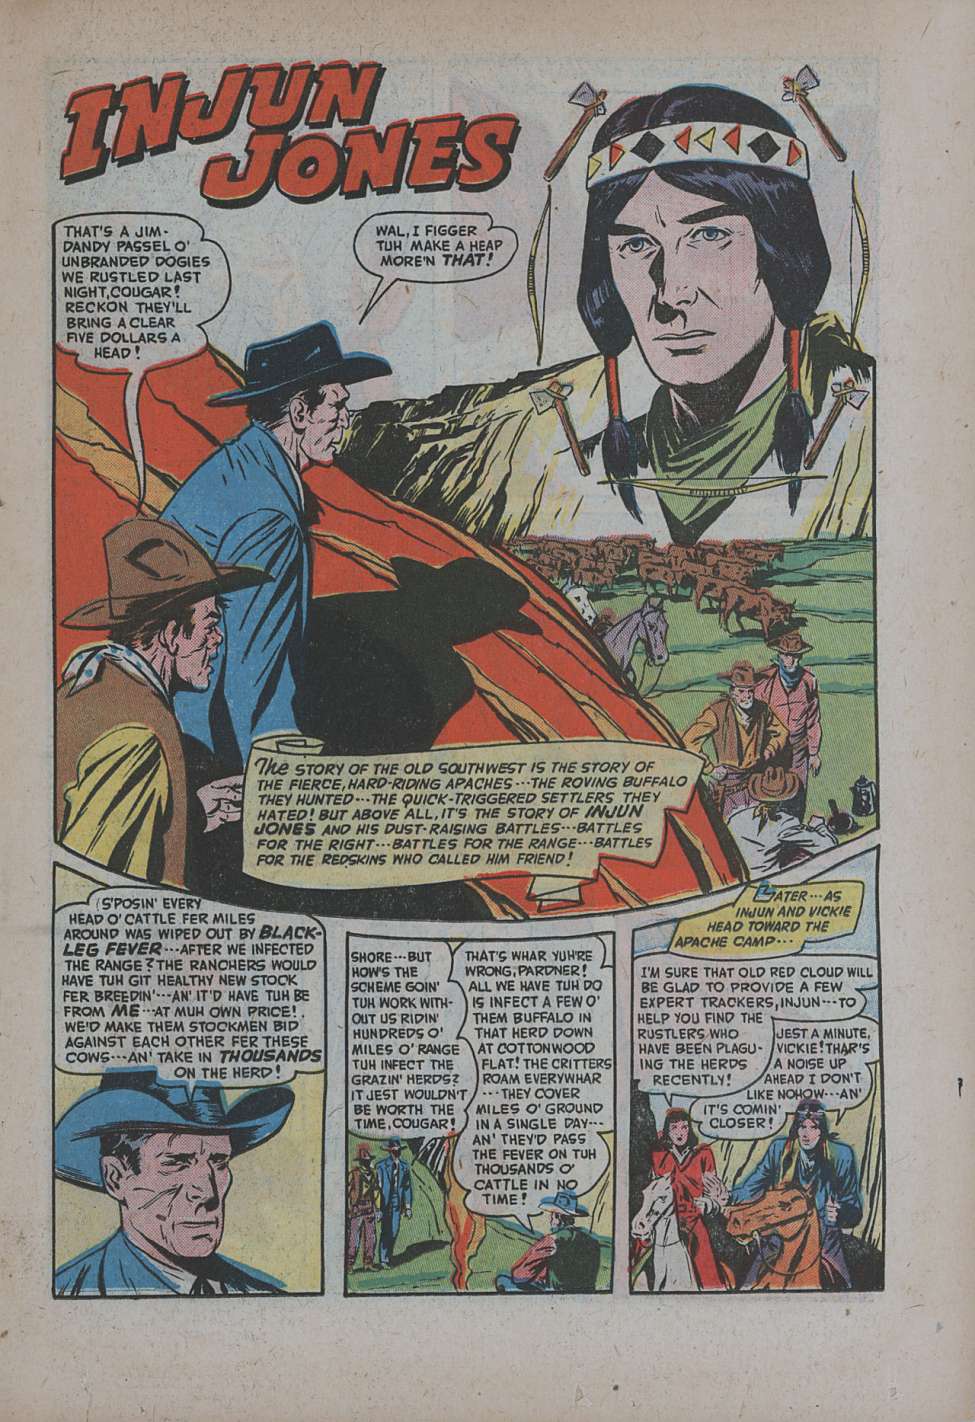 INJUN
JONES
THAT'S A JIM-
DANDY PASSEL O'
UNBRANDED DOGIES
WE RUSTLED LAST
NIGHT, COUGAR!
RECKON THEY'LL
BRING A CLEAR
FIVE DOLLARS A
HEAD!
WAL, I FIGGER
TUH MAKE A HEAP
MORE'N THAT!
THE STORY OF THE OLD SOUTHWEST IS THE STORY OF
THE FIERCE, HARD-RIDING APACHES---THE ROVING BUFFALO
THEY HUNTED---THE QUICK-TRIGGERED SETTLERS THEY
HATED! BUT ABOVE ALL, IT'S THE STORY OF INJUN
JONES AND HIS DUST-RAISING BATTLES---BATTLES
FOR THE RIGHT---BATTLES FOR THE RANGE---BATTLES
FOR THE REDSKINS WHO CALLED HIM FRIEND!
S'POSIN' EVERY
HEAD O' CATTLE FER MILES
AROUND WAS WIPED OUT BY BLACK-
LEG FEVER---AFTER WE INFECTED
THE RANGE? THE RANCHERS WOULD
HAVE TUH GIT HEALTHY NEW STOCK
FER BREEDIN'---AN' IT'D HAVE TUH BE
FROM ME---AT MUH OWN PRICE!
WE'D MAKE THEM STOCKMEN BID
AGAINST EACH OTHER FER THESE
COWS---AN' TAKE IN THOUSANDS
ON THE HERD!
SHORE---BUT
HOW'S THE
SCHEME GOIN'
TUH WORK WITH-
OUT US RIDIN'
HUNDREDS O'
MILES O' RANGE
TUH INFECT THE
GRAZIN' HERDS?
IT JEST WOULDN'T
BE WORTH THE
TIME, COUGAR!
THAT'S WHAR YUH'RE
WRONG, PARDNER!
ALL WE HAVE TUH DO
IS INFECT A FEW O'
THEM BUFFALO IN
THAT HERD DOWN
AT COTTONWOOD
FLAT! THE CRITTERS
ROAM EVERYWHAR
---THEY COVER
MILES O' GROUND
IN A SINGLE DAY---
AN' THEY'D PASS
THE FEVER ON TUH
THOUSANDS O'
CATTLE IN NO
TIME!
LATER---AS
INJUN AND VICKIE
HEAD TOWARD THE
APACHE CAMP---
I'M SURE THAT OLD RED CLOUD WILL
BE GLAD TO PROVIDE A FEW
EXPERT TRACKERS, INJUN---TO
HELP YOU FIND THE
RUSTLERS WHO
HAVE BEEN PLAGU-
ING THE HERDS
RECENTLY!
JEST A MINUTE,
VICKIE! THAR'S
A NOISE UP
AHEAD I DON'T
LIKE NOHOW---AN'
IT'S COMIN'
CLOSER!